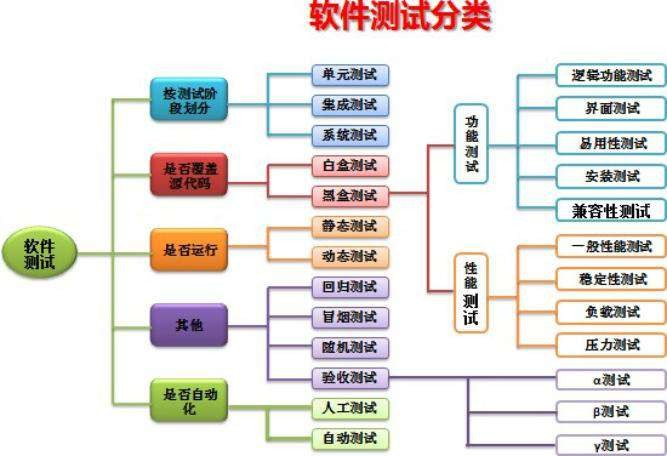 软件测试分类
软件
测试
按测试阶
段划分
单元测试
集成测试
系统测试
是否覆盖
源代码
白盒测试
黑盒测试
功
能
测
试
逻辑功能测试
界面测试
易用性测试
安装测试
兼容性测试
性
能
测
试
一般性能测试
稳定性测试
负载测试
压力测试
是否运行
静态测试
动态测试
其他
回归测试
冒烟测试
随机测试
验收测试
α测试
β测试
γ测试
是否自动
化
人工测试
自动测试